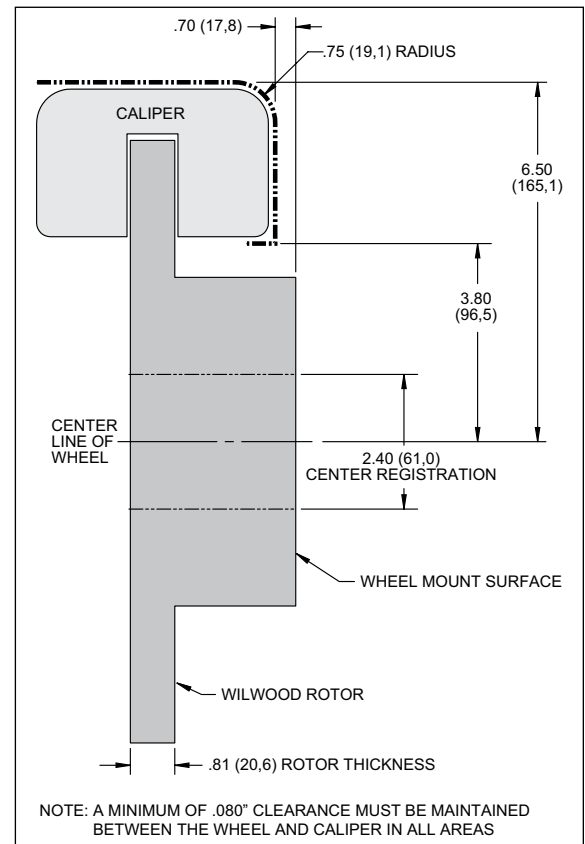 .70 (17,8)
.75 (19,1) RADIUS
CALIPER
6.50
(165,1)
3.80
(96,5)
CENTER
LINE OF
WHEEL
2.40 (61,0)
CENTER REGISTRATION
WHEEL MOUNT SURFACE
WILWOOD ROTOR
.81 (20,6) ROTOR THICKNESS
NOTE: A MINIMUM OF .080" CLEARANCE MUST BE MAINTAINED
BETWEEN THE WHEEL AND CALIPER IN ALL AREAS